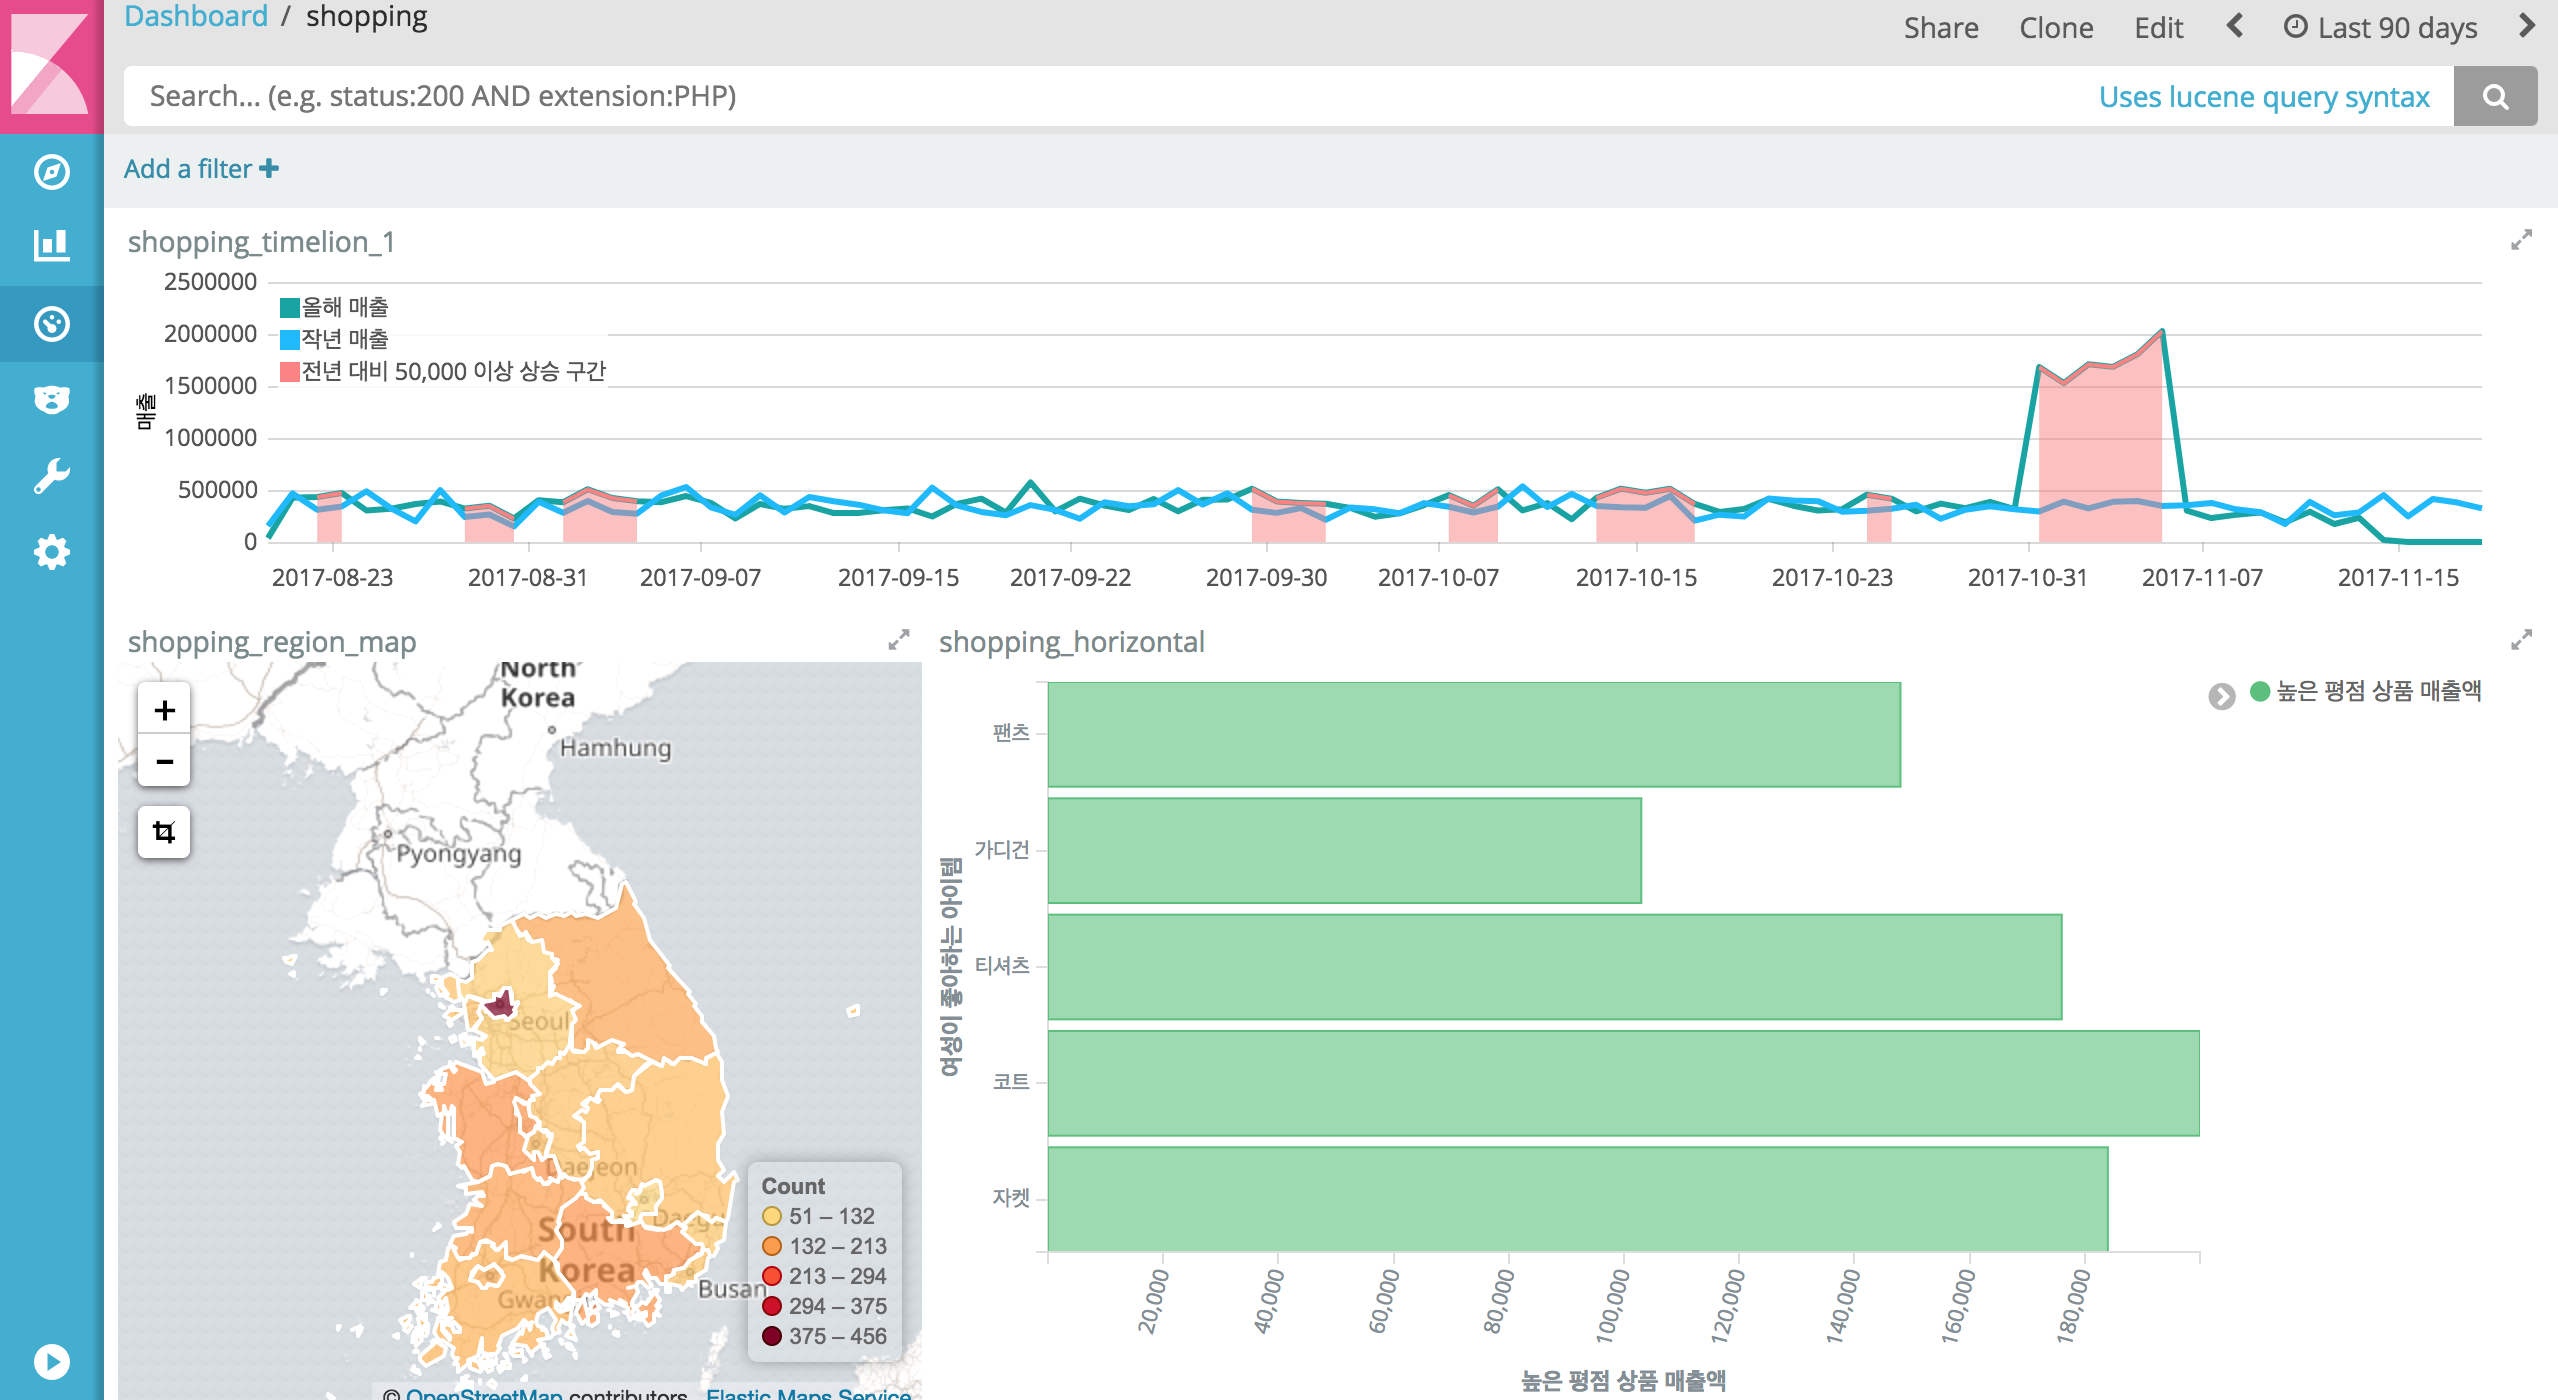 Dashboard / shopping
Share Clone Edit Last 90 days
Search... (e.g. status:200 AND extension:PHP)
Uses lucene query syntax
Add a filter
shopping_timelion_1
2500000
2000000
1500000
1000000
500000
0
매출
올해 매출
작년 매출
전년 대비 50,000 이상 상승 구간
2017-08-23 2017-08-31 2017-09-07 2017-09-15 2017-09-22 2017-09-30 2017-10-07 2017-10-15 2017-10-23 2017-10-31 2017-11-07 2017-11-15
shopping_region_map
+
−
North
Korea
Hamhung
Pyongyang
Seoul
Daejeon
Daegu
South
Korea
Busan
Count
51 – 132
132 – 213
213 – 294
294 – 375
375 – 456
© OpenStreetMap contributors Elastic Maps Service
shopping_horizontal
높은 평점 상품 매출액
여성이 좋아하는 아이템
팬츠
가디건
티셔츠
코트
자켓
20,000 40,000 60,000 80,000 100,000 120,000 140,000 160,000 180,000
높은 평점 상품 매출액